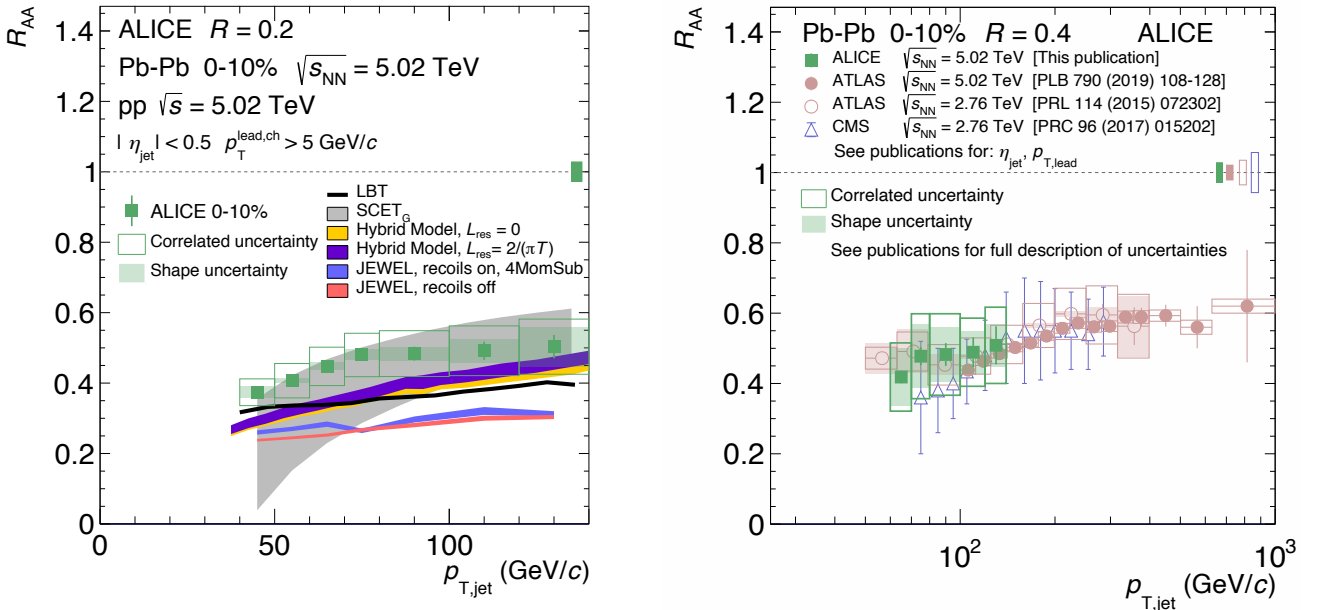 R_AA
1.4
1.2
1
0.8
0.6
0.4
0.2
0
0
50
100
p_T,jet (GeV/c)
ALICE R = 0.2
Pb-Pb 0-10% √s_NN = 5.02 TeV
pp √s = 5.02 TeV
| η_jet | < 0.5 p_T^lead,ch > 5 GeV/c
ALICE 0-10%
Correlated uncertainty
Shape uncertainty
LBT
SCET_G
Hybrid Model, L_res = 0
Hybrid Model, L_res = 2/(πT)
JEWEL, recoils on, 4MomSub
JEWEL, recoils off
R_AA
1.4
1.2
1
0.8
0.6
0.4
0.2
0
10²
10³
p_T,jet (GeV/c)
Pb-Pb 0-10% R = 0.4 ALICE
ALICE √s_NN = 5.02 TeV [This publication]
ATLAS √s_NN = 5.02 TeV [PLB 790 (2019) 108-128]
ATLAS √s_NN = 2.76 TeV [PRL 114 (2015) 072302]
CMS √s_NN = 2.76 TeV [PRC 96 (2017) 015202]
See publications for: η_jet, p_T,lead
Correlated uncertainty
Shape uncertainty
See publications for full description of uncertainties